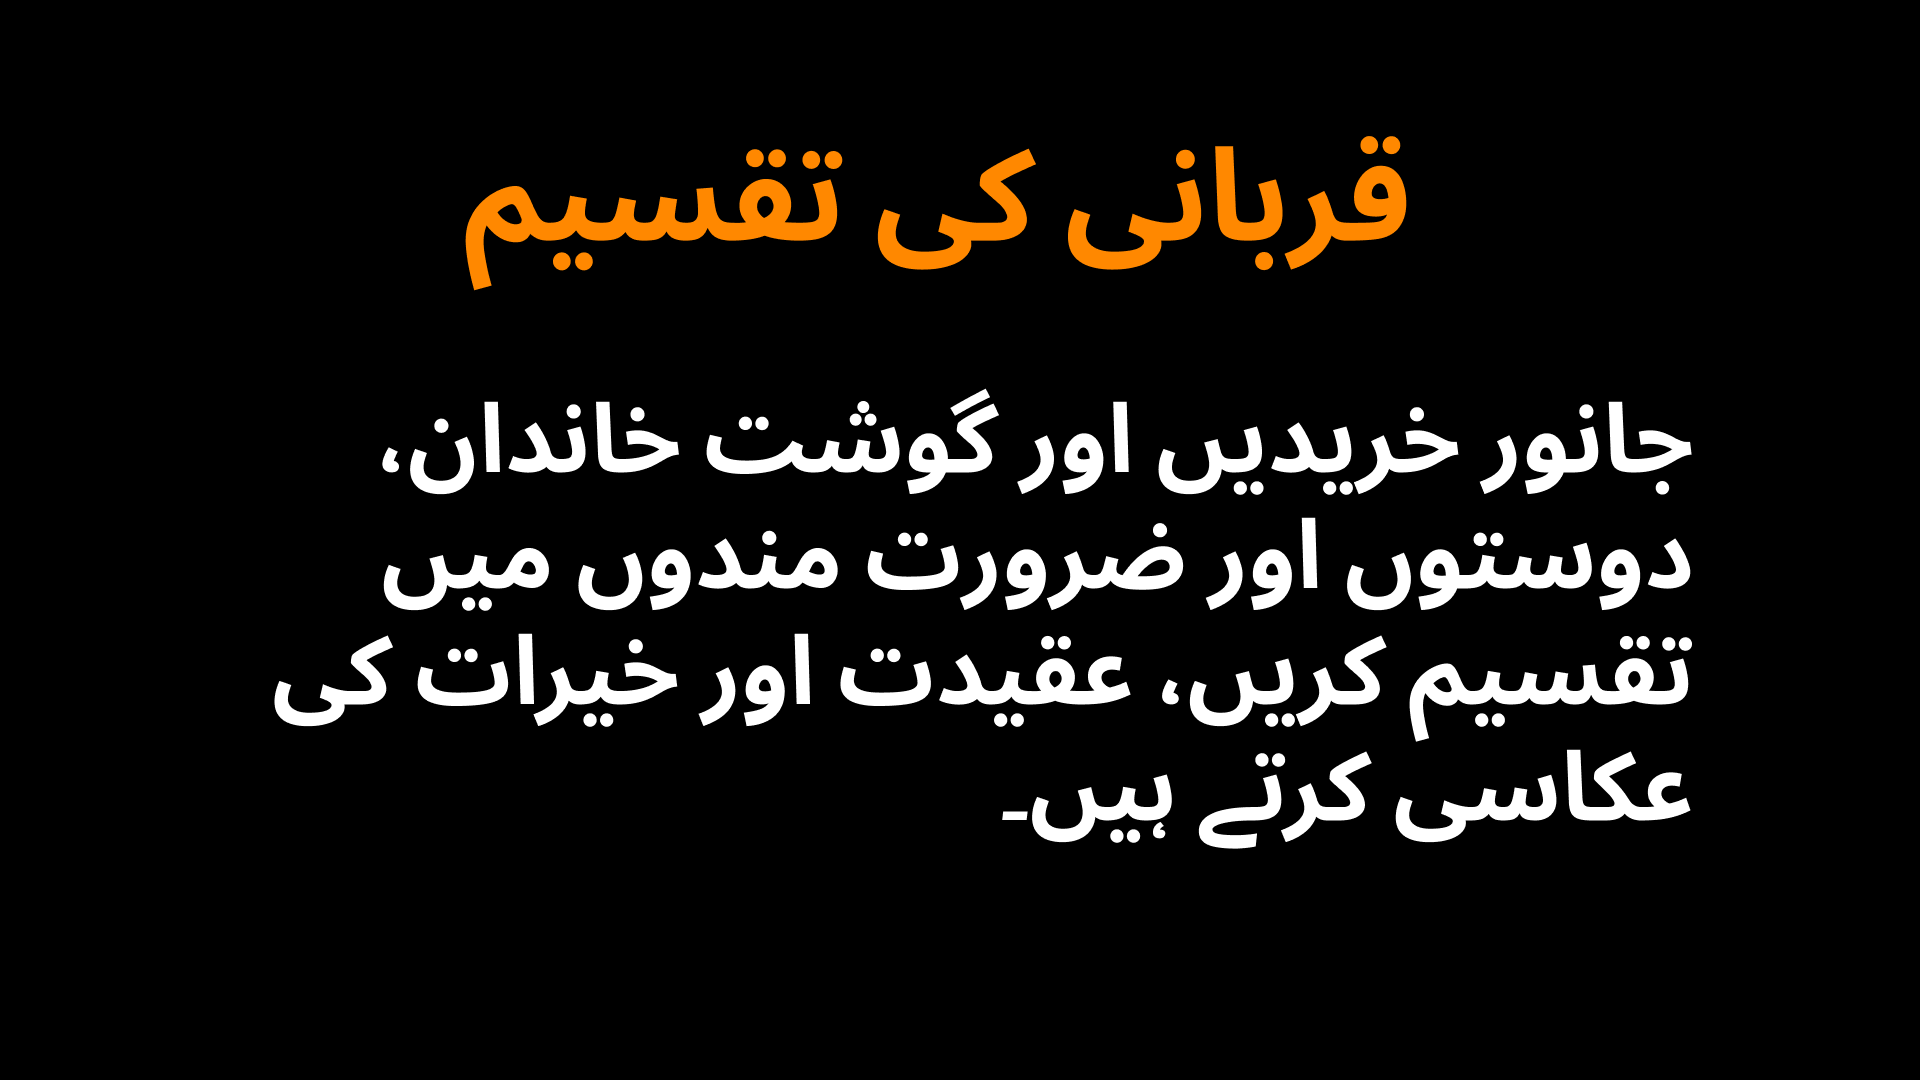 قربانی کی تقسیم
جانور خریدیں اور گوشت خاندان،
دوستوں اور ضرورت مندوں میں
تقسیم کریں، عقیدت اور خیرات کی
عکاسی کرتے ہیں۔